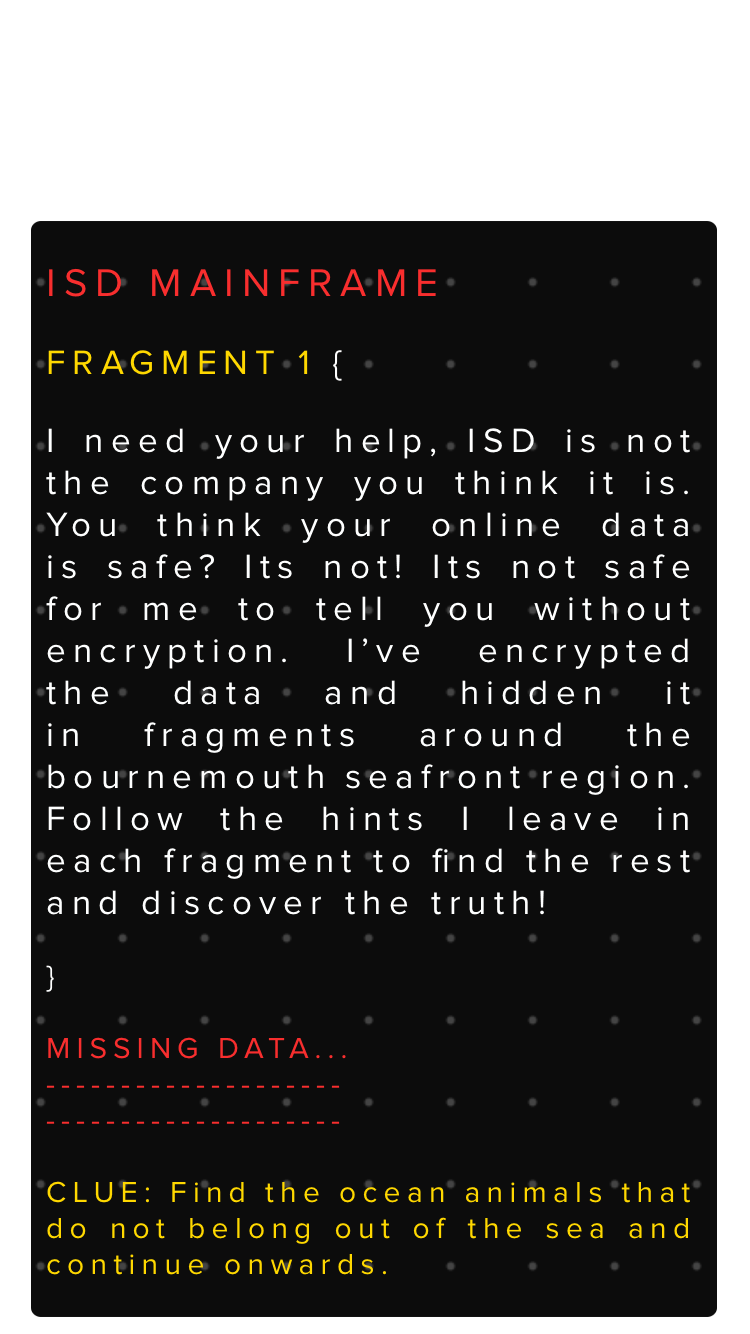 ISD MAINFRAME
FRAGMENT 1 {
I need your help, ISD is not
the company you think it is.
You think your online data
is safe? Its not! Its not safe
for me to tell you without
encryption. I’ve encrypted
the data and hidden it
in fragments around the
bournemouth seafront region.
Follow the hints I leave in
each fragment to find the rest
and discover the truth!
}
MISSING DATA...
--------------------
--------------------
CLUE: Find the ocean animals that
do not belong out of the sea and
continue onwards.